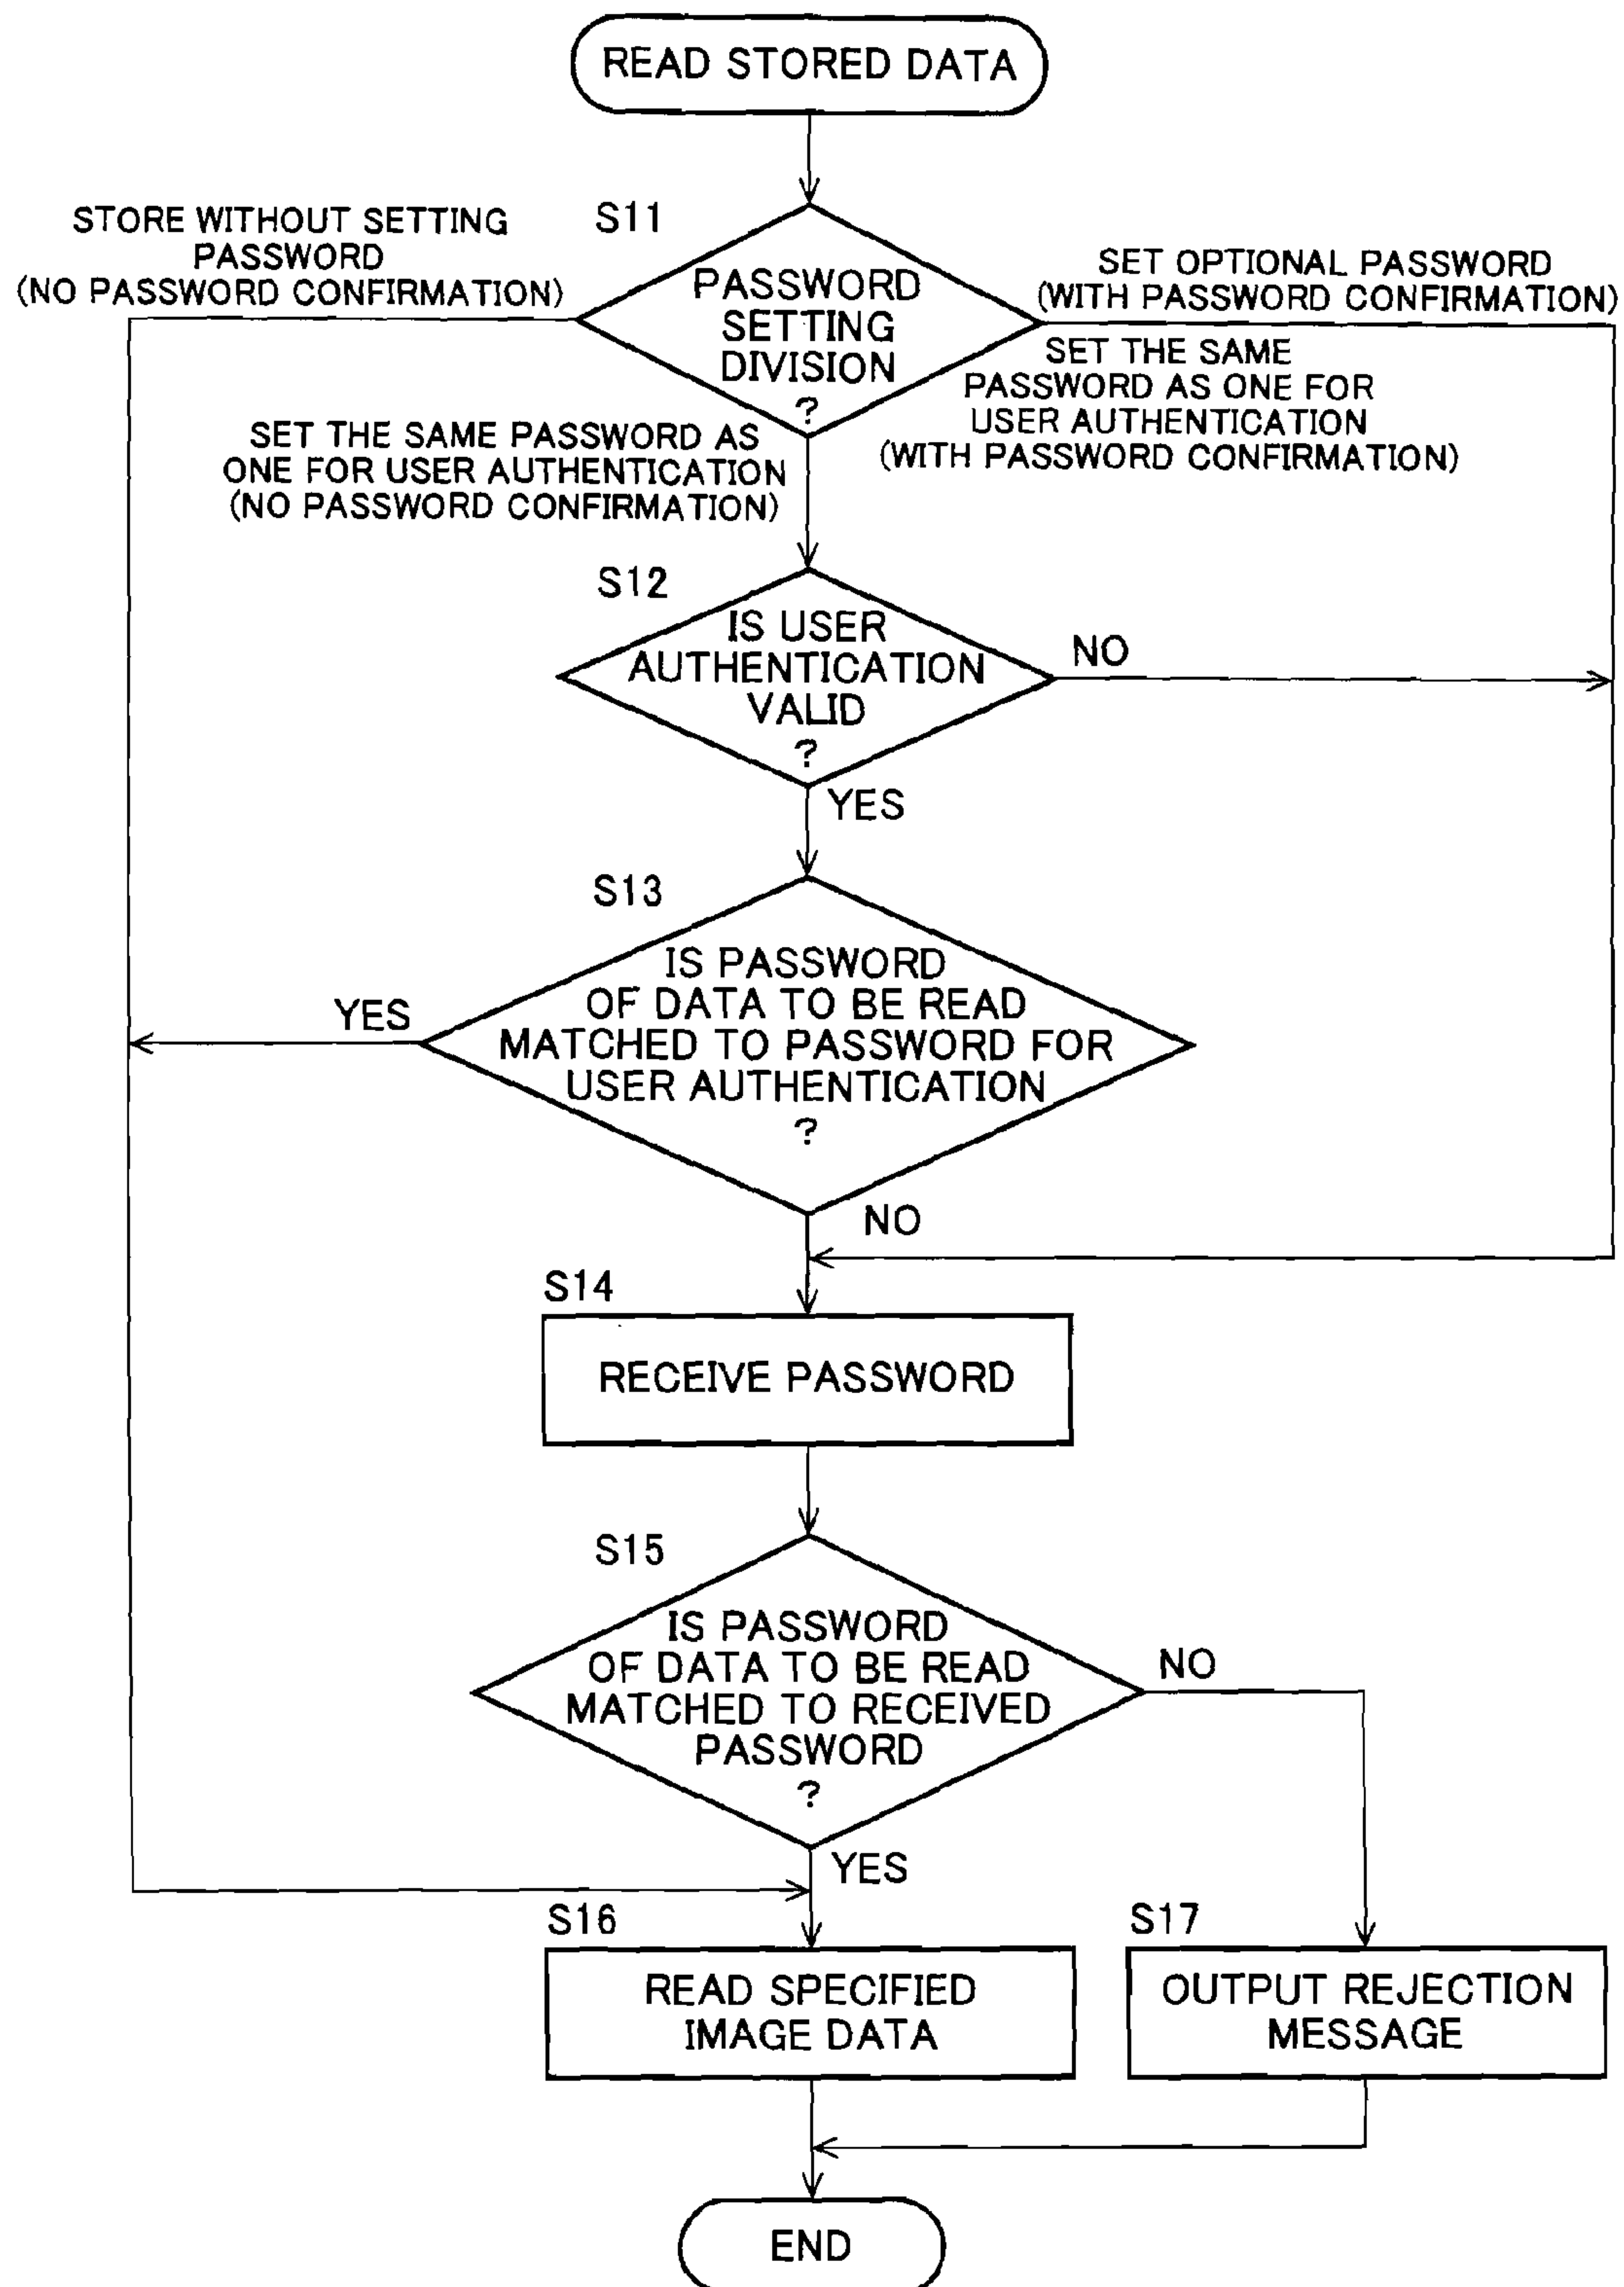 READ STORED DATA
STORE WITHOUT SETTING
PASSWORD
(NO PASSWORD CONFIRMATION)
S11
PASSWORD
SETTING
DIVISION
?
SET OPTIONAL PASSWORD
(WITH PASSWORD CONFIRMATION)
SET THE SAME
PASSWORD AS ONE FOR
USER AUTHENTICATION
(WITH PASSWORD CONFIRMATION)
SET THE SAME PASSWORD AS
ONE FOR USER AUTHENTICATION
(NO PASSWORD CONFIRMATION)
S12
IS USER
AUTHENTICATION
VALID
?
NO
YES
S13
IS PASSWORD
OF DATA TO BE READ
MATCHED TO PASSWORD FOR
USER AUTHENTICATION
?
YES
NO
S14
RECEIVE PASSWORD
S15
IS PASSWORD
OF DATA TO BE READ
MATCHED TO RECEIVED
PASSWORD
?
NO
YES
S16
READ SPECIFIED
IMAGE DATA
S17
OUTPUT REJECTION
MESSAGE
END